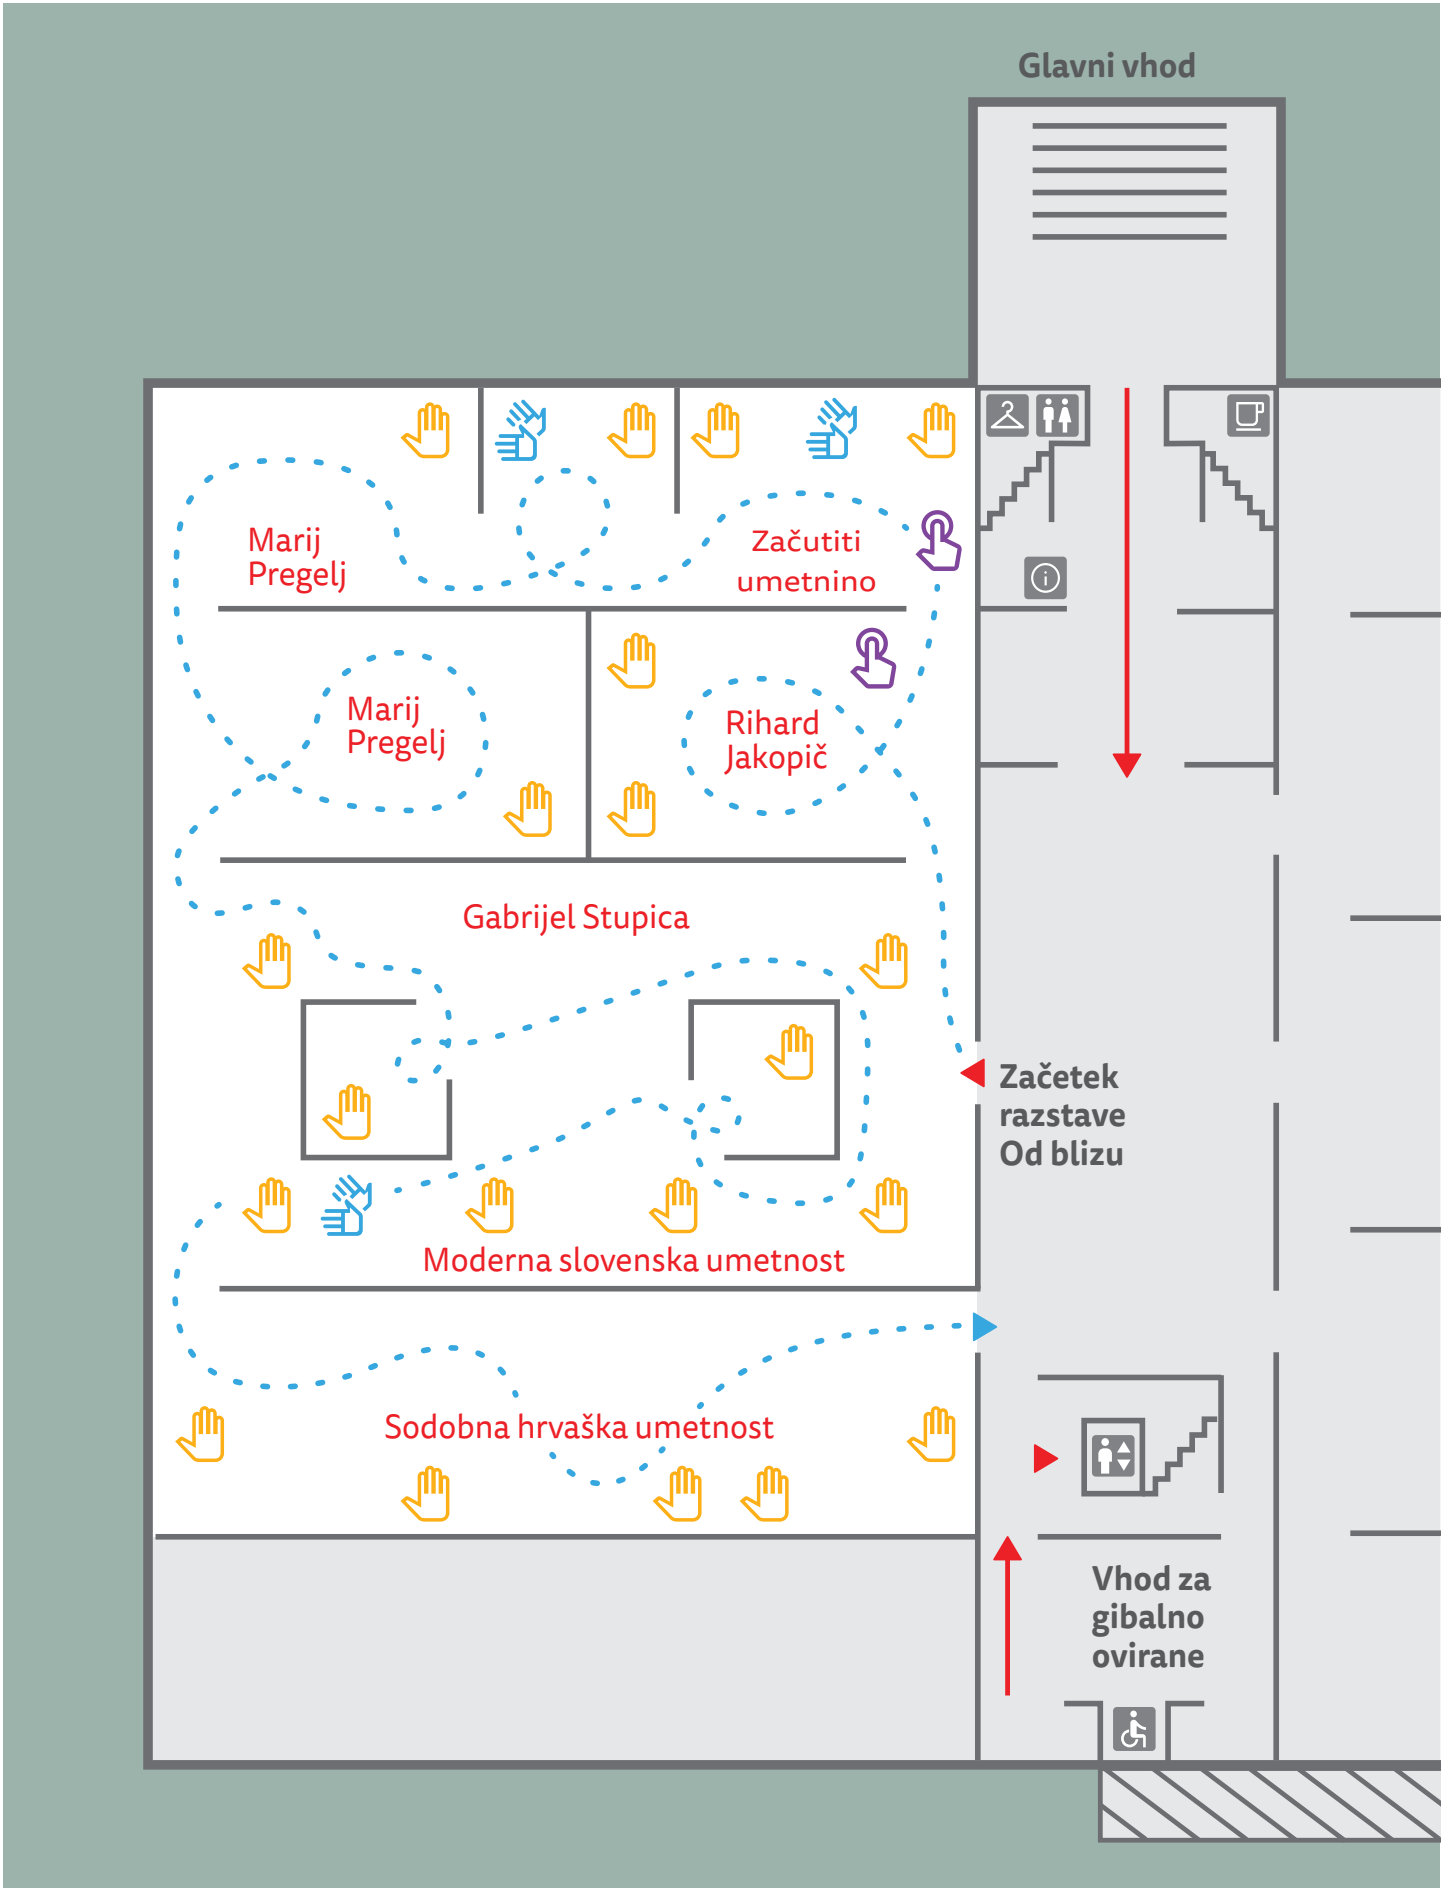 Glavni vhod
Marij
Pregelj
Začutiti
umetnino
Marij
Pregelj
Rihard
Jakopič
Gabrijel Stupica
Začetek
razstave
Od blizu
Moderna slovenska umetnost
Sodobna hrvaška umetnost
Vhod za
gibalno
ovirane